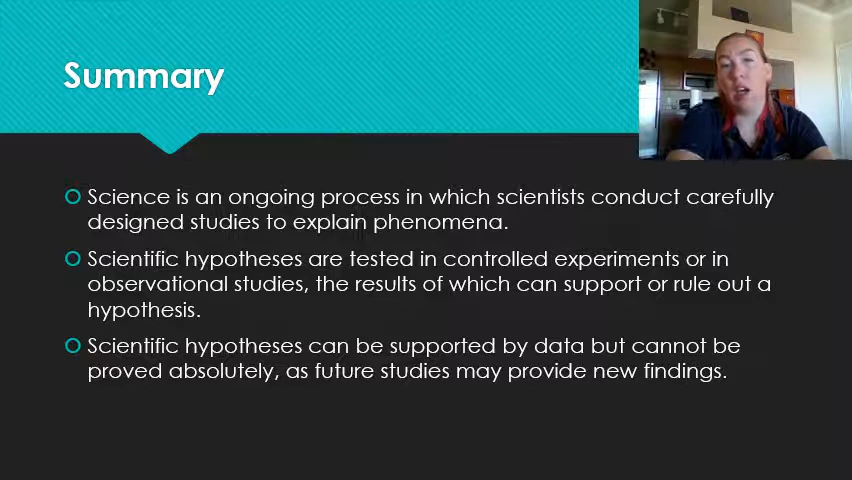 Summary
Science is an ongoing process in which scientists conduct carefully
designed studies to explain phenomena.
Scientific hypotheses are tested in controlled experiments or in
observational studies, the results of which can support or rule out a
hypothesis.
Scientific hypotheses can be supported by data but cannot be
proved absolutely, as future studies may provide new findings.